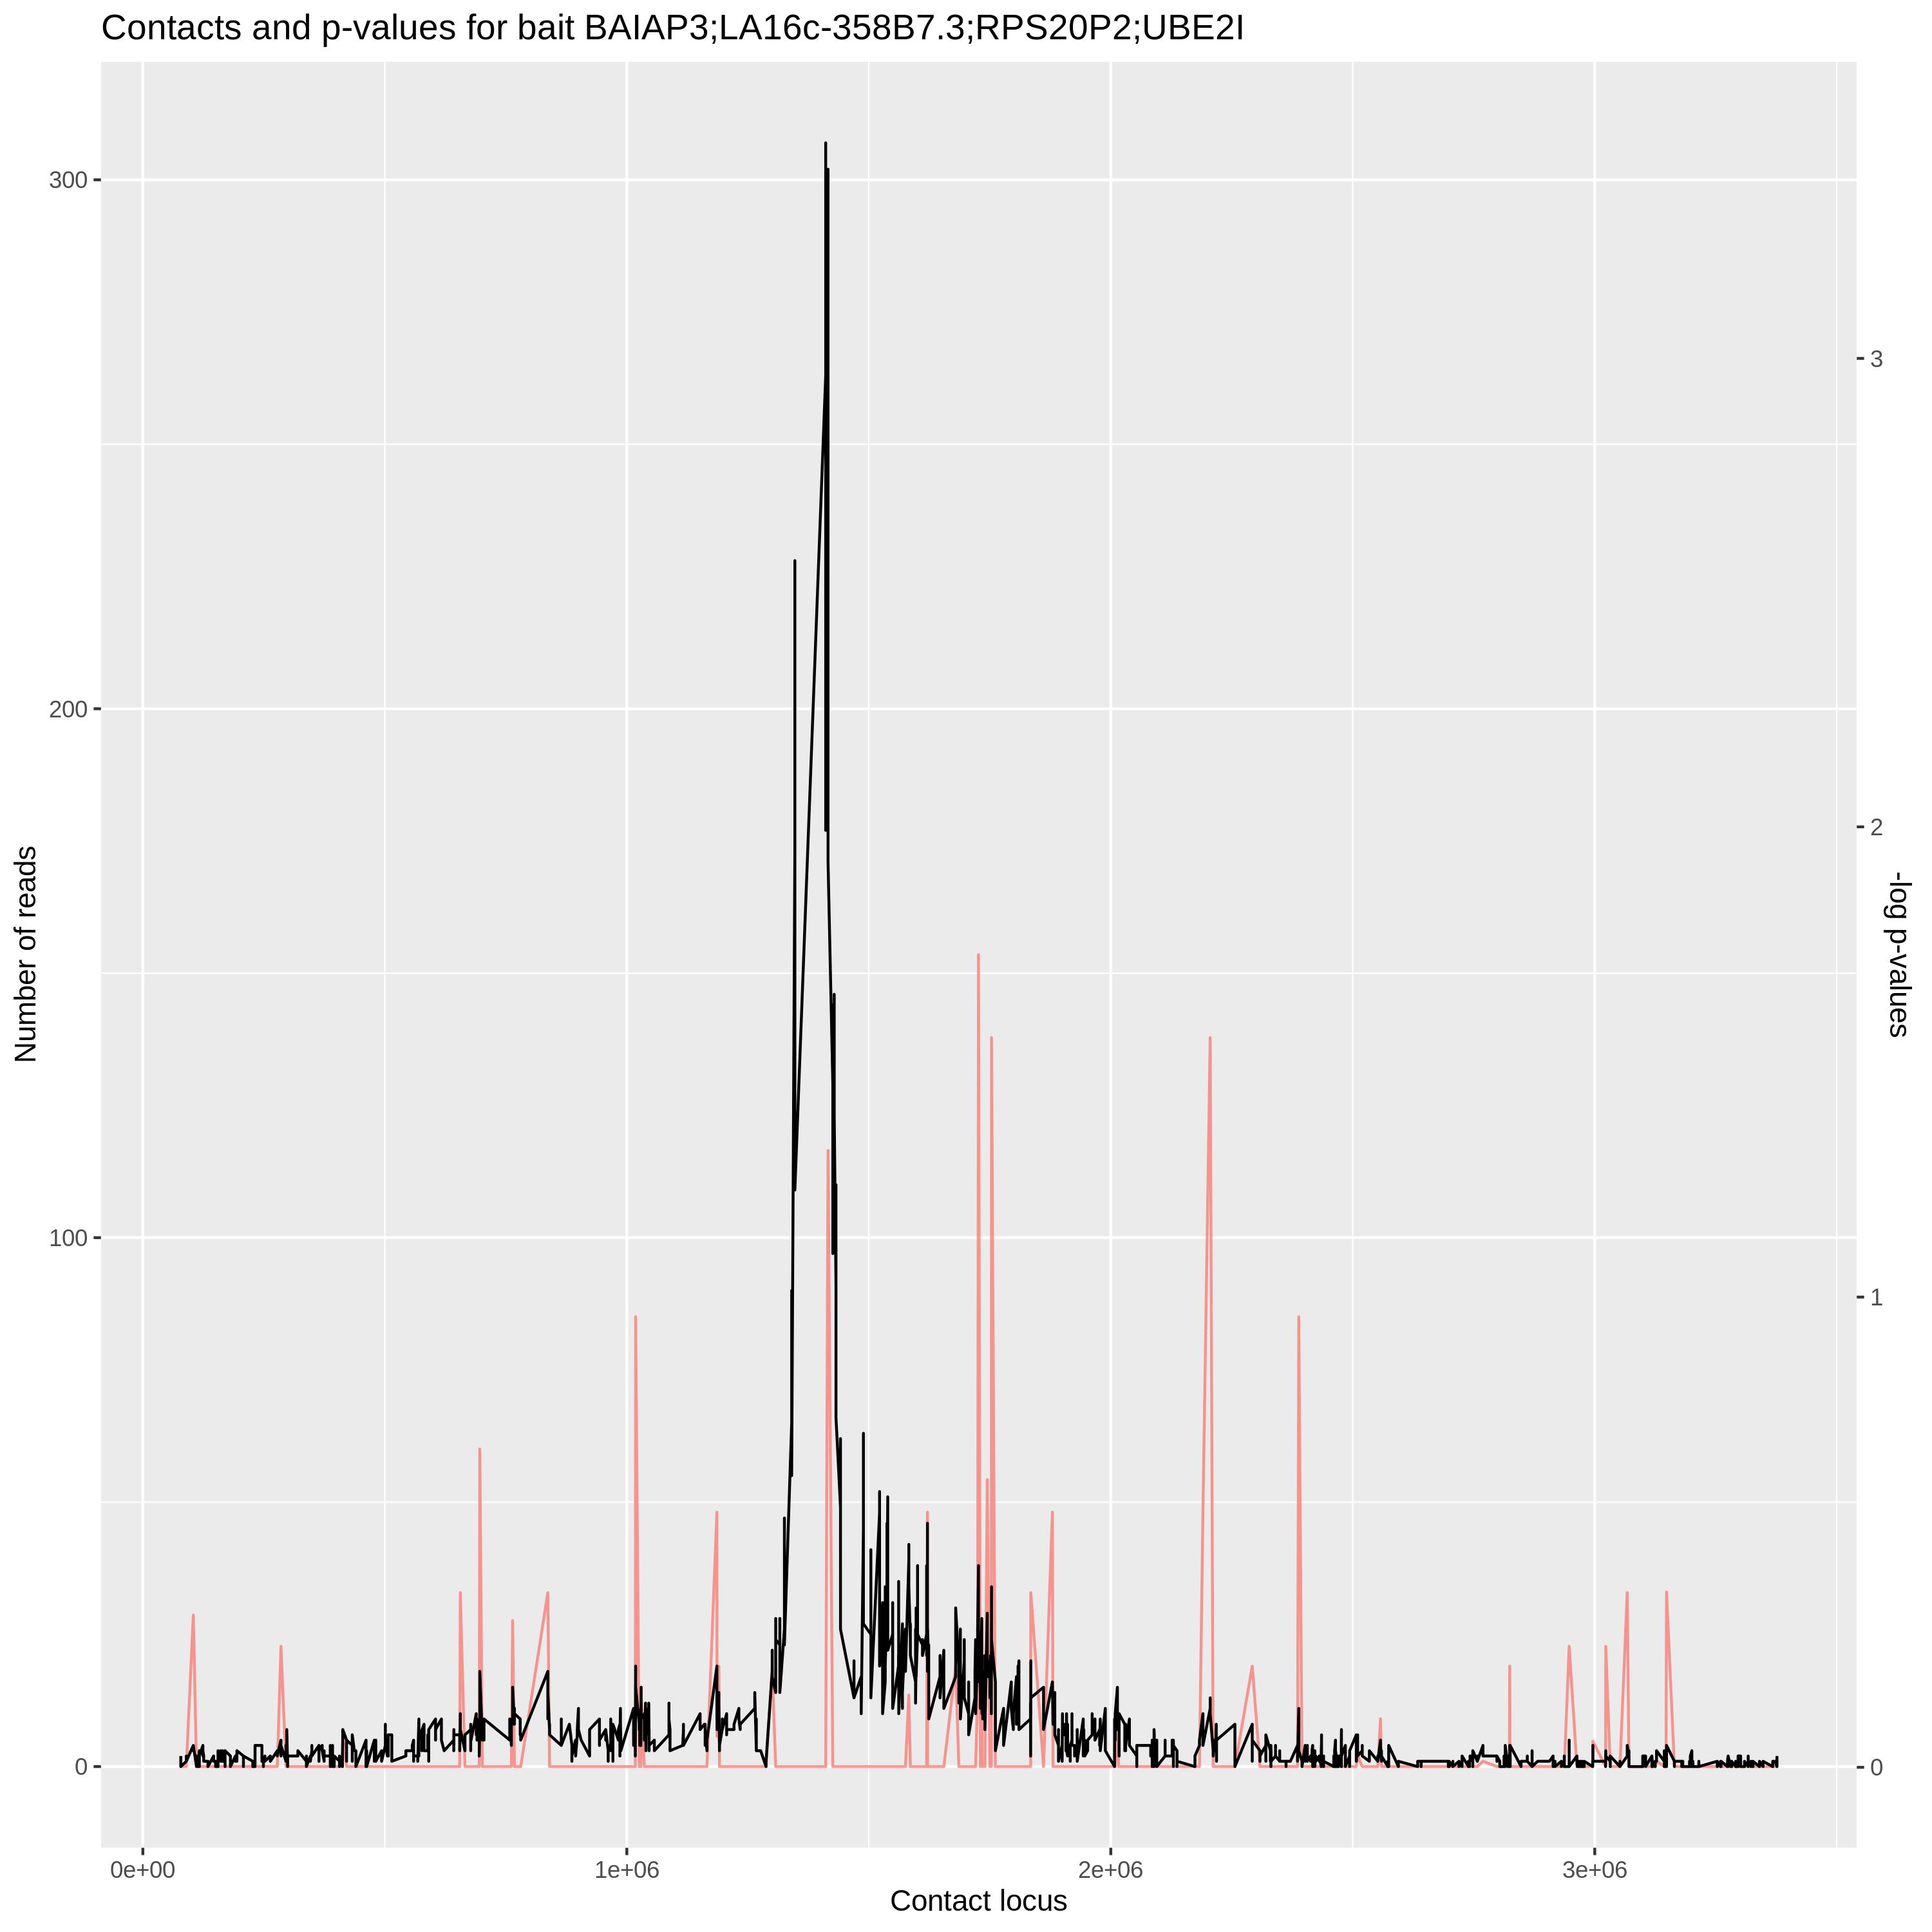 Contacts and p-values for bait BAIAP3;LA16c-358B7.3;RPS20P2;UBE2I
300
200
100
0
Number of reads
3
2
1
0
-log p-values
0e+00
1e+06
2e+06
3e+06
Contact locus